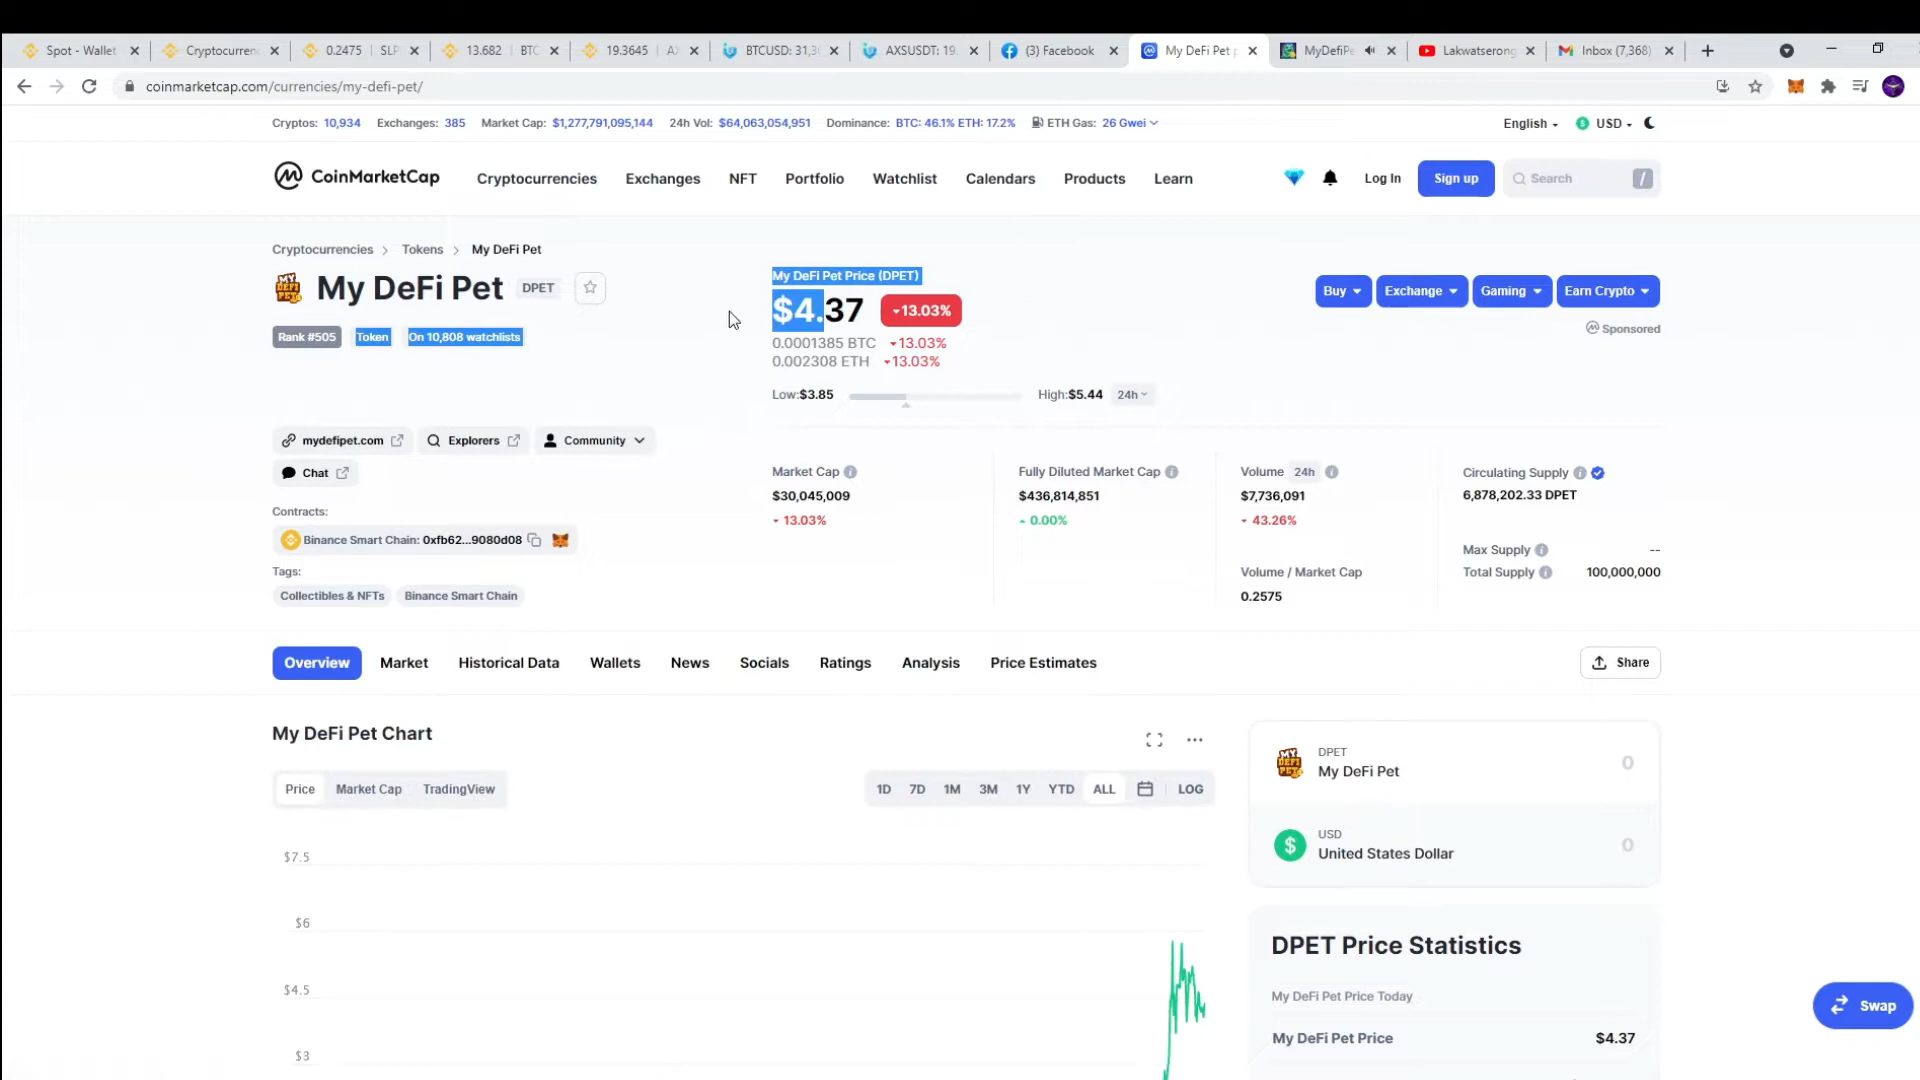 Spot - Wallet
Cryptocurren
0.2475 | SLP
13.682 | BTC
19.3645 | AX
BTCUSD: 31,3
AXSUSDT: 19.
(3) Facebook
My DeFi Pet p
MyDefiPe
Lakwatserong
Inbox (7,368)
coinmarketcap.com/currencies/my-defi-pet/
Cryptos: 10,934 Exchanges: 385 Market Cap: $1,277,791,095,144 24h Vol: $64,063,054,951 Dominance: BTC: 46.1% ETH: 17.2% ETH Gas: 26 Gwei English USD
CoinMarketCap Cryptocurrencies Exchanges NFT Portfolio Watchlist Calendars Products Learn Log In Sign up Search /
Cryptocurrencies > Tokens > My DeFi Pet
MY DEFI PET
My DeFi Pet DPET
Rank #505 Token On 10,808 watchlists
My DeFi Pet Price (DPET)
$4.37 13.03%
0.0001385 BTC 13.03%
0.002308 ETH 13.03%
Low:$3.85 High:$5.44 24h
Buy Exchange Gaming Earn Crypto
Sponsored
mydefipet.com Explorers Community
Chat
Contracts:
Binance Smart Chain: 0xfb62...9080d08
Tags:
Collectibles & NFTs Binance Smart Chain
Market Cap
$30,045,009
13.03%
Fully Diluted Market Cap
$436,814,851
0.00%
Volume 24h
$7,736,091
43.26%
Volume / Market Cap
0.2575
Circulating Supply
6,878,202.33 DPET
Max Supply --
Total Supply 100,000,000
Overview Market Historical Data Wallets News Socials Ratings Analysis Price Estimates Share
My DeFi Pet Chart
Price Market Cap TradingView 1D 7D 1M 3M 1Y YTD ALL LOG
$7.5
$6
$4.5
$3
MY DEFI PET
DPET
My DeFi Pet 0
$
USD
United States Dollar 0
DPET Price Statistics
My DeFi Pet Price Today
My DeFi Pet Price $4.37
Swap